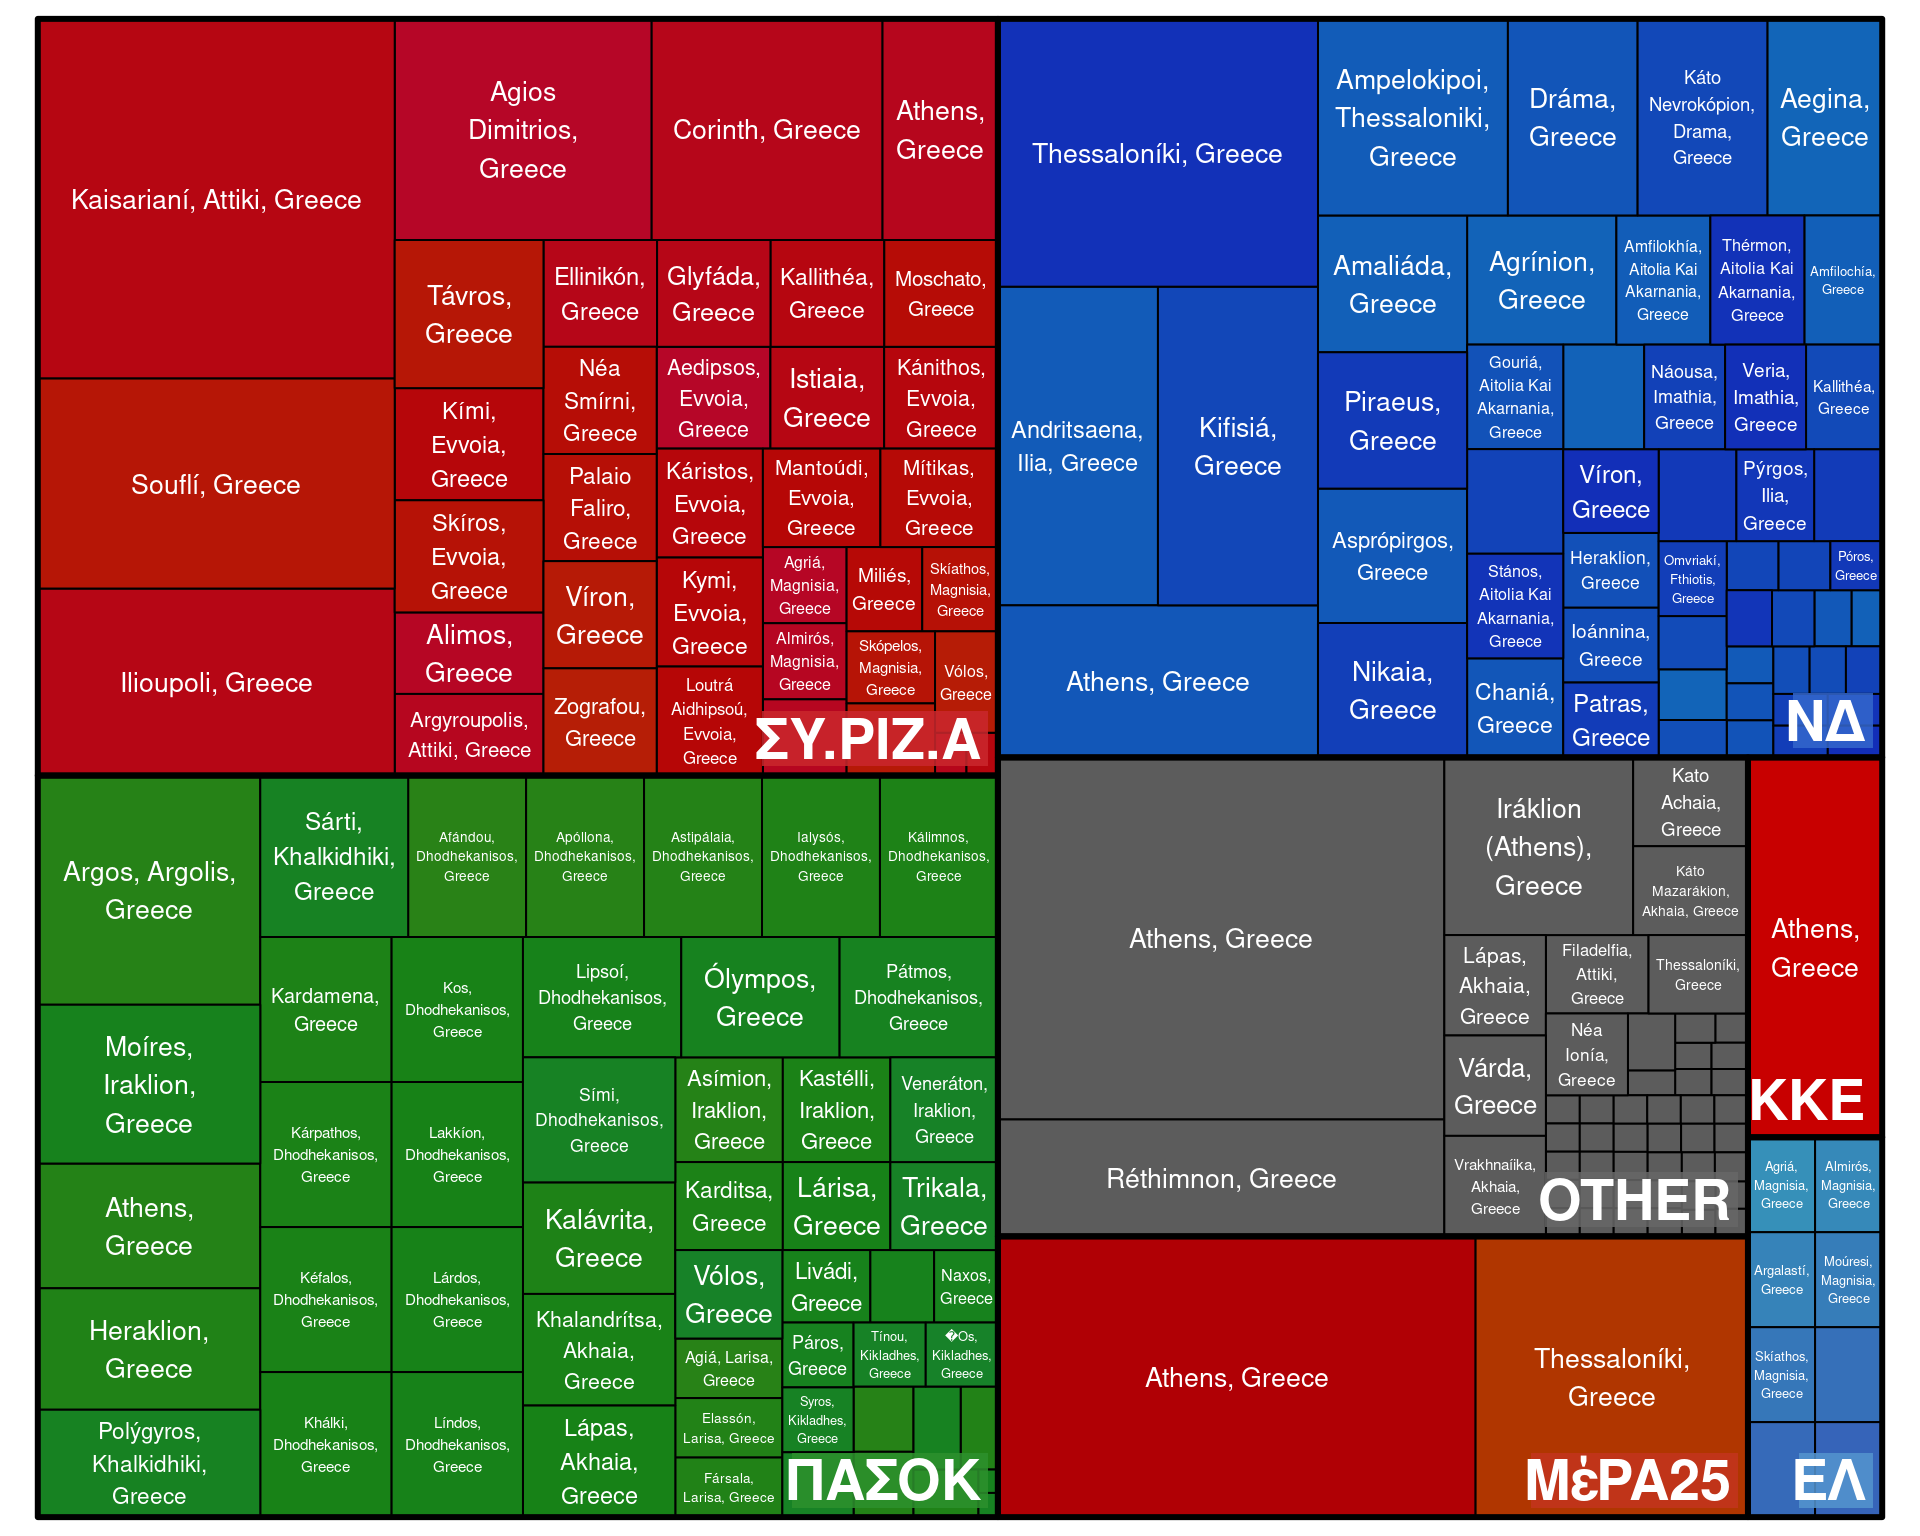 Kaisarianí, Attiki, Greece
Souflí, Greece
Ilioupoli, Greece
Agios
Dimitrios,
Greece
Corinth, Greece
Athens,
Greece
Távros,
Greece
Kími,
Evvoia,
Greece
Skíros,
Evvoia,
Greece
Alimos,
Greece
Argyroupolis,
Attiki, Greece
Ellinikón,
Greece
Néa
Smírni,
Greece
Palaio
Faliro,
Greece
Víron,
Greece
Zografou,
Greece
Glyfáda,
Greece
Kallithéa,
Greece
Moschato,
Greece
Aedipsos,
Evvoia,
Greece
Istiaia,
Greece
Kánithos,
Evvoia,
Greece
Káristos,
Evvoia,
Greece
Kymi,
Evvoia,
Greece
Loutrá
Aidhipsoú,
Evvoia,
Greece
Mantoúdi,
Evvoia,
Greece
Mítikas,
Evvoia,
Greece
Agriá,
Magnisia,
Greece
Almirós,
Magnisia,
Greece
Miliés,
Greece
Skíathos,
Magnisia,
Greece
Skópelos,
Magnisia,
Greece
Vólos,
Greece
ΣΥ.ΡΙΖ.Α
Thessaloníki, Greece
Andritsaena,
Ilia, Greece
Kifisiá,
Greece
Athens, Greece
Ampelokipoi,
Thessaloniki,
Greece
Dráma,
Greece
Káto
Nevrokópion,
Drama,
Greece
Aegina,
Greece
Amaliáda,
Greece
Piraeus,
Greece
Asprópirgos,
Greece
Nikaia,
Greece
Agrínion,
Greece
Amfilokhía,
Aitolia Kai
Akarnania,
Greece
Thérmon,
Aitolia Kai
Akarnania,
Greece
Amfilochía,
Greece
Gouriá,
Aitolia Kai
Akarnania,
Greece
Stános,
Aitolia Kai
Akarnania,
Greece
Chaniá,
Greece
Náousa,
Imathia,
Greece
Veria,
Imathia,
Greece
Kallithéa,
Greece
Víron,
Greece
Heraklion,
Greece
Ioánnina,
Greece
Patras,
Greece
Pýrgos,
Ilia,
Greece
Omvriakí,
Fthiotis,
Greece
Póros,
Greece
ΝΔ
Argos, Argolis,
Greece
Moíres,
Iraklion,
Greece
Athens,
Greece
Heraklion,
Greece
Polýgyros,
Khalkidhiki,
Greece
Sárti,
Khalkidhiki,
Greece
Afándou,
Dhodhekanisos,
Greece
Apóllona,
Dhodhekanisos,
Greece
Astipálaia,
Dhodhekanisos,
Greece
Ialysós,
Dhodhekanisos,
Greece
Kálimnos,
Dhodhekanisos,
Greece
Kardamena,
Greece
Kos,
Dhodhekanisos,
Greece
Kárpathos,
Dhodhekanisos,
Greece
Lakkíon,
Dhodhekanisos,
Greece
Kéfalos,
Dhodhekanisos,
Greece
Lárdos,
Dhodhekanisos,
Greece
Khálki,
Dhodhekanisos,
Greece
Líndos,
Dhodhekanisos,
Greece
Lipsoí,
Dhodhekanisos,
Greece
Ólympos,
Greece
Pátmos,
Dhodhekanisos,
Greece
Sími,
Dhodhekanisos,
Greece
Kalávrita,
Greece
Khalandrítsa,
Akhaia,
Greece
Lápas,
Akhaia,
Greece
Asímion,
Iraklion,
Greece
Kastélli,
Iraklion,
Greece
Veneráton,
Iraklion,
Greece
Karditsa,
Greece
Lárisa,
Greece
Trikala,
Greece
Vólos,
Greece
Agiá, Larisa,
Greece
Elassón,
Larisa, Greece
Fársala,
Larisa, Greece
Livádi,
Greece
Naxos,
Greece
Páros,
Greece
Tínou,
Kikladhes,
Greece
�Os,
Kikladhes,
Greece
Syros,
Kikladhes,
Greece
ΠΑΣΟΚ
Athens, Greece
Réthimnon, Greece
Iráklion
(Athens),
Greece
Kato
Achaia,
Greece
Káto
Mazarákion,
Akhaia, Greece
Lápas,
Akhaia,
Greece
Várda,
Greece
Vrakhnaíika,
Akhaia,
Greece
Filadelfia,
Attiki,
Greece
Thessaloníki,
Greece
Néa
Ionía,
Greece
OTHER
Athens,
Greece
ΚΚΕ
Athens, Greece
Thessaloníki,
Greece
ΜέΡΑ25
Agriá,
Magnisia,
Greece
Almirós,
Magnisia,
Greece
Argalastí,
Greece
Moúresi,
Magnisia,
Greece
Skíathos,
Magnisia,
Greece
ΕΛ